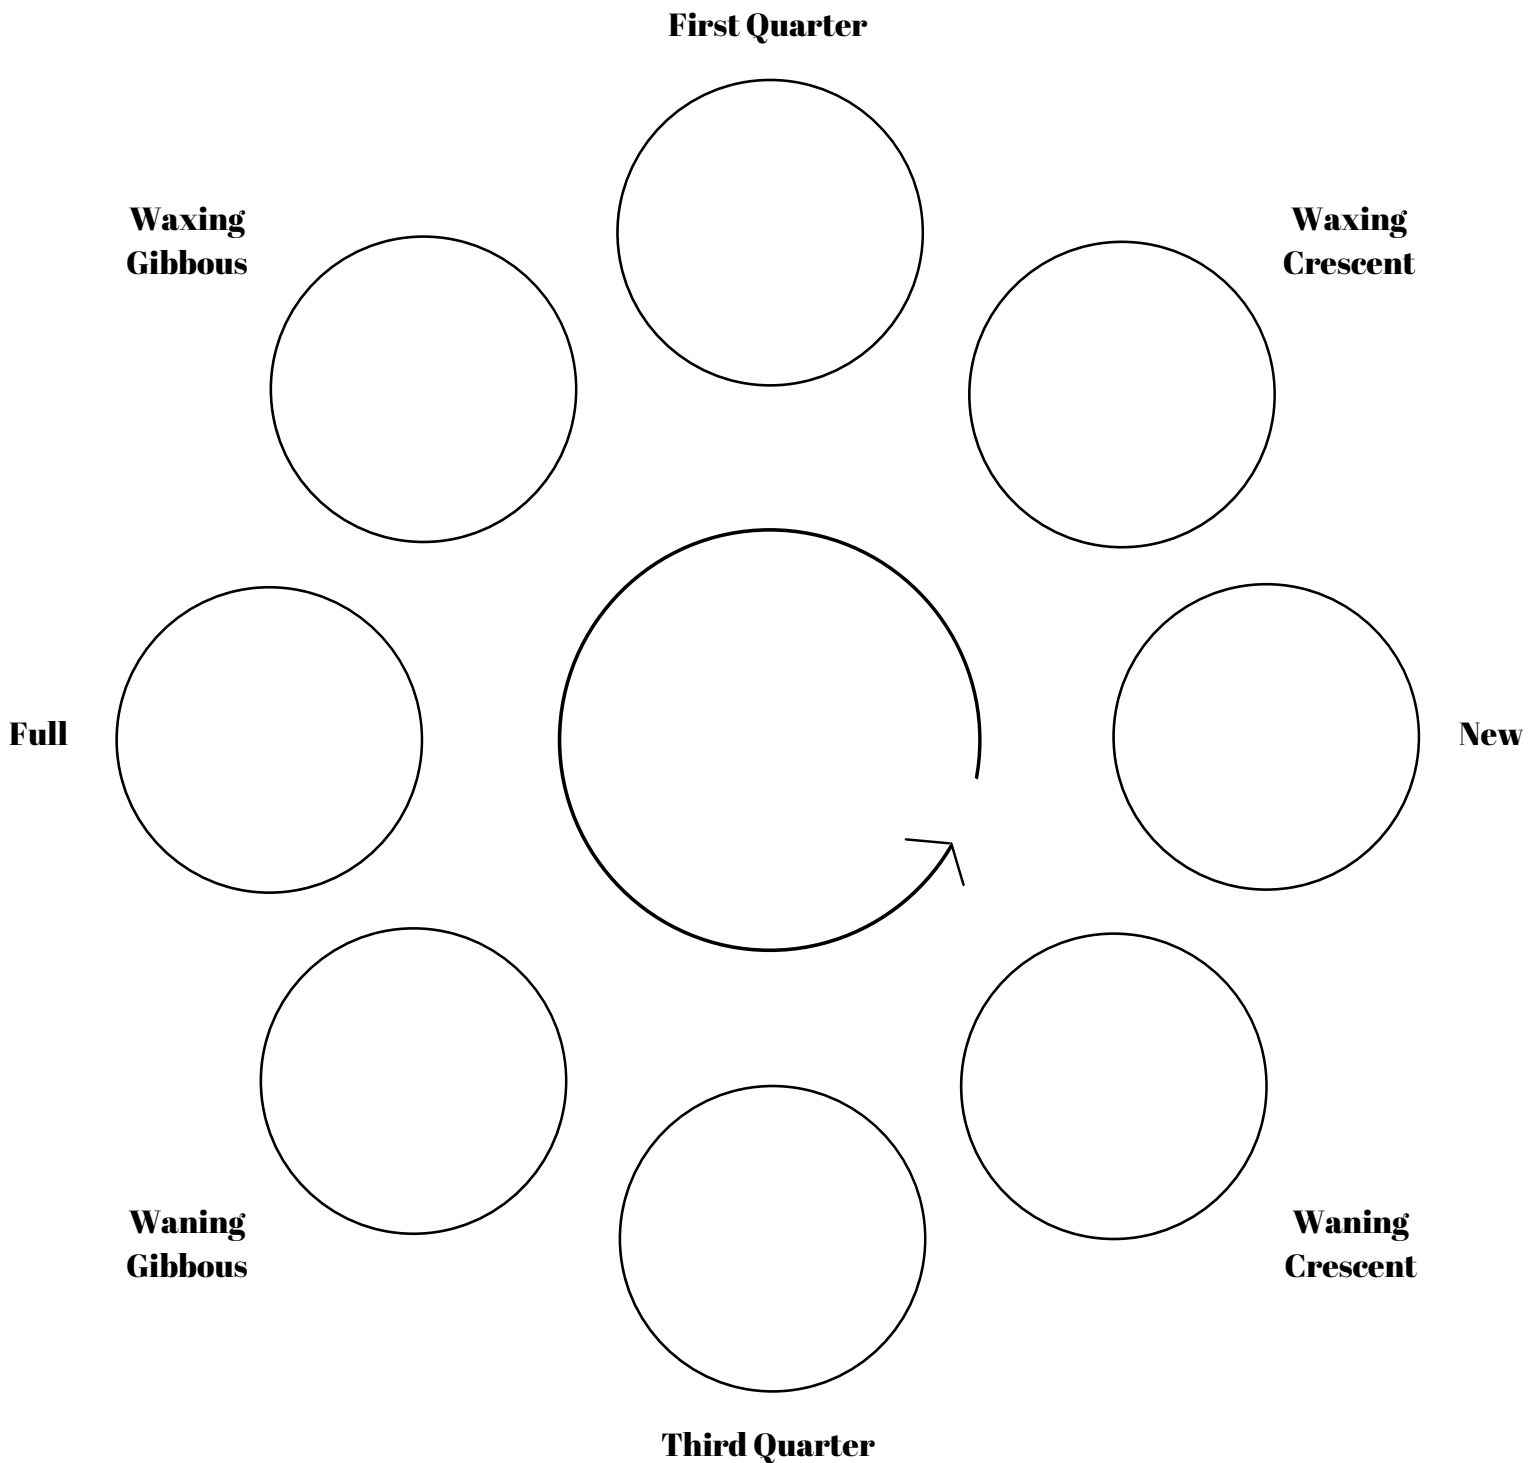 First Quarter
Waxing
Gibbous
Waxing
Crescent
Full
New
Waning
Gibbous
Waning
Crescent
Third Quarter